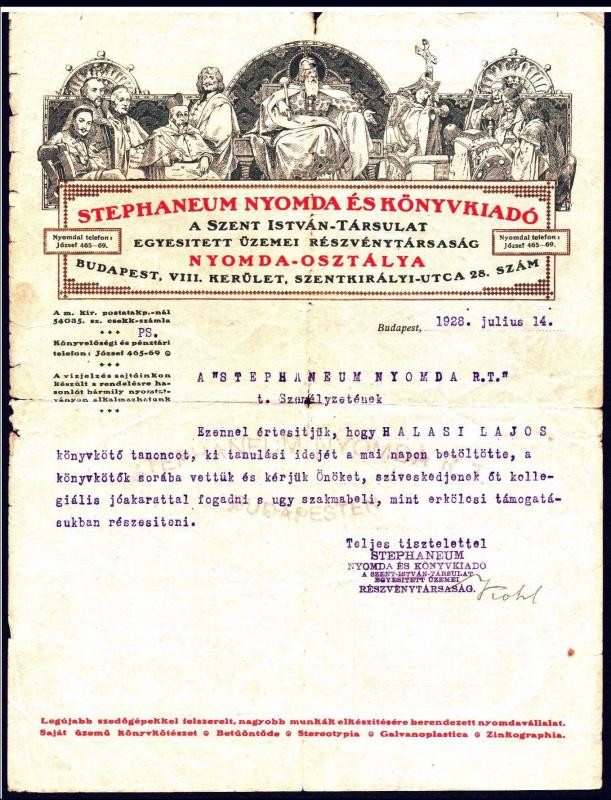 STEPHANEUM NYOMDA ÉS KÖNYVKIADÓ
A SZENT ISTVÁN-TÁRSULAT
EGYESITETT ÜZEMEI RÉSZVÉNYTÁRSASÁG
NYOMDA-OSZTÁLYA
BUDAPEST, VIII. KERÜLET, SZENTKIRÁLYI-UTCA 28. SZÁM
Nyomdai telefon:
József 465-69.
Nyomdai telefon:
József 465-69.
A m. kir. postatakp.-nál
54035. sz. csekk-számla
PS.
Könyvelőségi és pénztári
telefon: József 465-69
A vízjelzés sajtóinkon
készült s rendelésre ha-
sonlót bármily nyomtat-
ványon alkalmazhatunk
Budapest, 1928. julius 14.
A "STEPHANEUM NYOMDA R.T."
t. Személyzetének
Ezennel értesitjük, hogy HALASI LAJOS
könyvkötő tanoncot, ki tanulási idejét a mai napon betöltötte, a
könyvkötők sorába vettük és kérjük Önöket, sziveskedjenek őt kolle-
giális jóakarattal fogadni s ugy szakmabeli, mint erkölcsi támogatá-
sukban részesiteni.
STEPHANEUM NYOMDA R.T.
BUDAPESTEN
Teljes tisztelettel
STEPHANEUM
NYOMDA ÉS KÖNYVKIADÓ
A SZENT-ISTVÁN-TÁRSULAT
EGYESITETT ÜZEMEI
RÉSZVÉNYTÁRSASÁG.
Legújabb szedőgépekkel felszerelt, nagyobb munkák elkészítésére berendezett nyomdavállalat.
Saját üzemű könyvkötészet Betűöntöde Stereotypia Galvanoplastica Zinkographia.